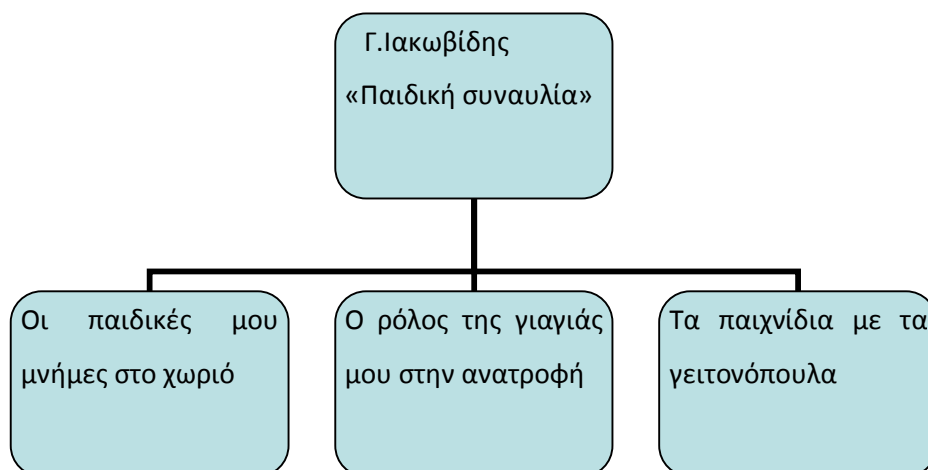 Γ.Ιακωβίδης
«Παιδική συναυλία»
Οι παιδικές μου
μνήμες στο χωριό
Ο ρόλος της γιαγιάς
μου στην ανατροφή
Τα παιχνίδια με τα
γειτονόπουλα